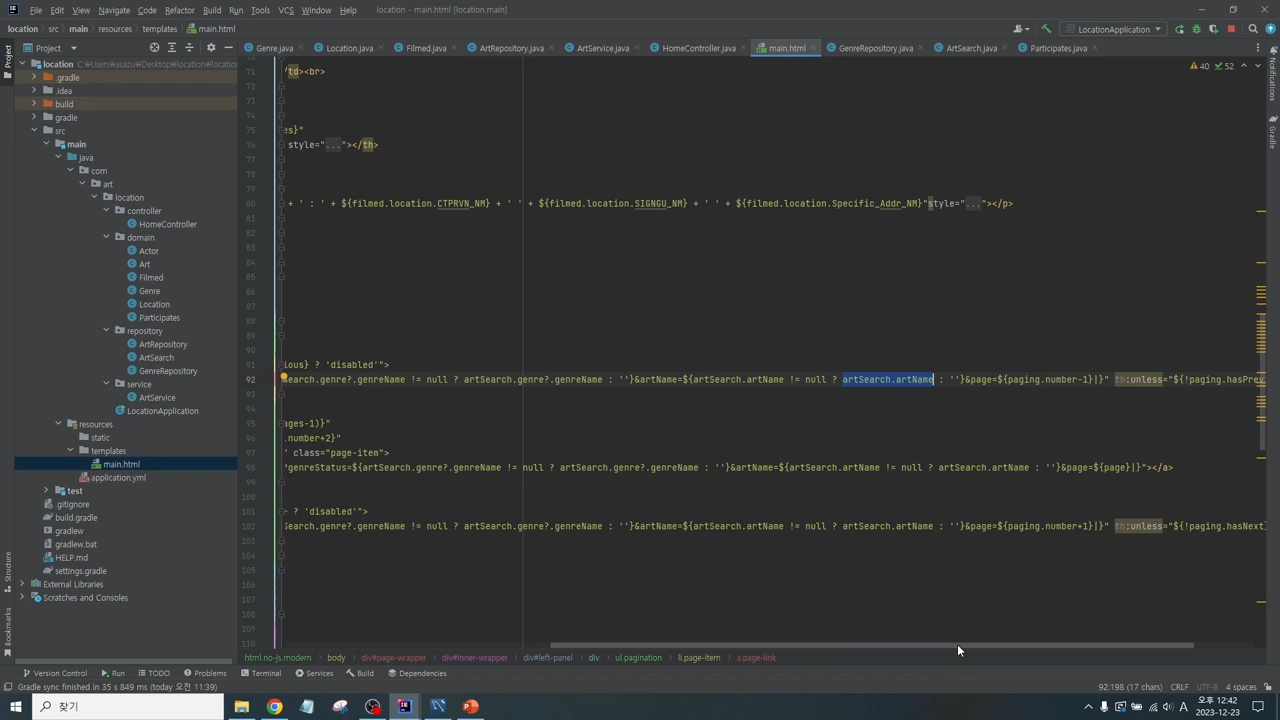 File Edit View Navigate Code Refactor Build Run Tools VCS Window Help location - main.html [location.main]
location src main resources templates main.html LocationApplication
Project Genre.java Location.java Filmed.java ArtRepository.java ArtService.java HomeController.java main.html GenreRepository.java ArtSearch.java Participates.java
Project
Structure
Bookmarks
Notifications
Gradle
40 52
location C:\Users\asazu\Desktop\location\location
.gradle
.idea
build
gradle
src
main
java
com
art
location
controller
HomeController
domain
Actor
Art
Filmed
Genre
Location
Participates
repository
ArtRepository
ArtSearch
GenreRepository
service
ArtService
LocationApplication
resources
static
templates
main.html
application.yml
test
.gitignore
build.gradle
gradlew
gradlew.bat
HELP.md
settings.gradle
External Libraries
Scratches and Consoles
71 /td><br>
72
73
74
75 es}"
76 style="..."></th>
77
78
79
80 + ' : ' + ${filmed.location.CTPRVN_NM} + ' ' + ${filmed.location.SIGNGU_NM} + ' ' + ${filmed.location.Specific_Addr_NM}"style="..."></p>
81
82
83
84
85
86
87
88
89
90
91 ious} ? 'disabled'">
92 Search.genre?.genreName != null ? artSearch.genre?.genreName : ''}&artName=${artSearch.artName != null ? artSearch.artName : ''}&page=${paging.number-1}|}" th:unless="${!paging.hasPrev
93
94
95 ages-1)}"
96 .number+2}"
97 ' class="page-item">
98 ?genreStatus=${artSearch.genre?.genreName != null ? artSearch.genre?.genreName : ''}&artName=${artSearch.artName != null ? artSearch.artName : ''}&page=${page}|}"></a>
99
100
101 ? 'disabled'">
102 Search.genre?.genreName != null ? artSearch.genre?.genreName : ''}&artName=${artSearch.artName != null ? artSearch.artName : ''}&page=${paging.number+1}|}" th:unless="${!paging.hasNext
103
104
105
106
107
108
109
110
html.no-js.modern body div#page-wrapper div#inner-wrapper div#left-panel div ul.pagination li.page-item a.page-link
Version Control Run TODO Problems Terminal Services Build Dependencies
Gradle sync finished in 35 s 849 ms (today 오전 11:39) 92:198 (17 chars) CRLF UTF-8 4 spaces
찾기 A 오후 12:42
2023-12-23